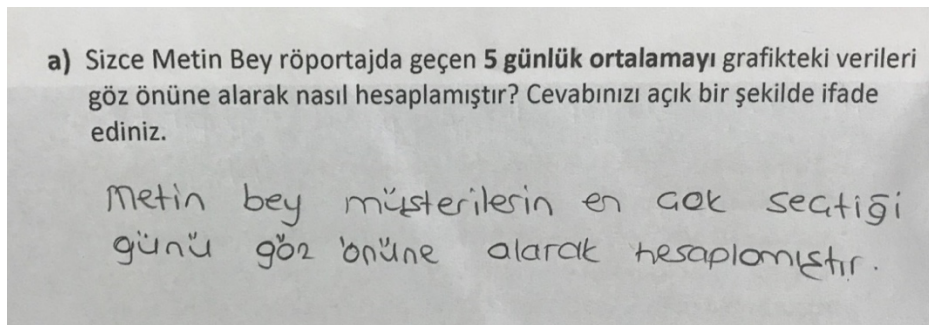 a) Sizce Metin Bey röportajda geçen 5 günlük ortalamayı grafikteki verileri
göz önüne alarak nasıl hesaplamıştır? Cevabınızı açık bir şekilde ifade
ediniz.
Metin bey müşterilerin en çok seçtiği
günü göz önüne alarak hesaplamıştır.